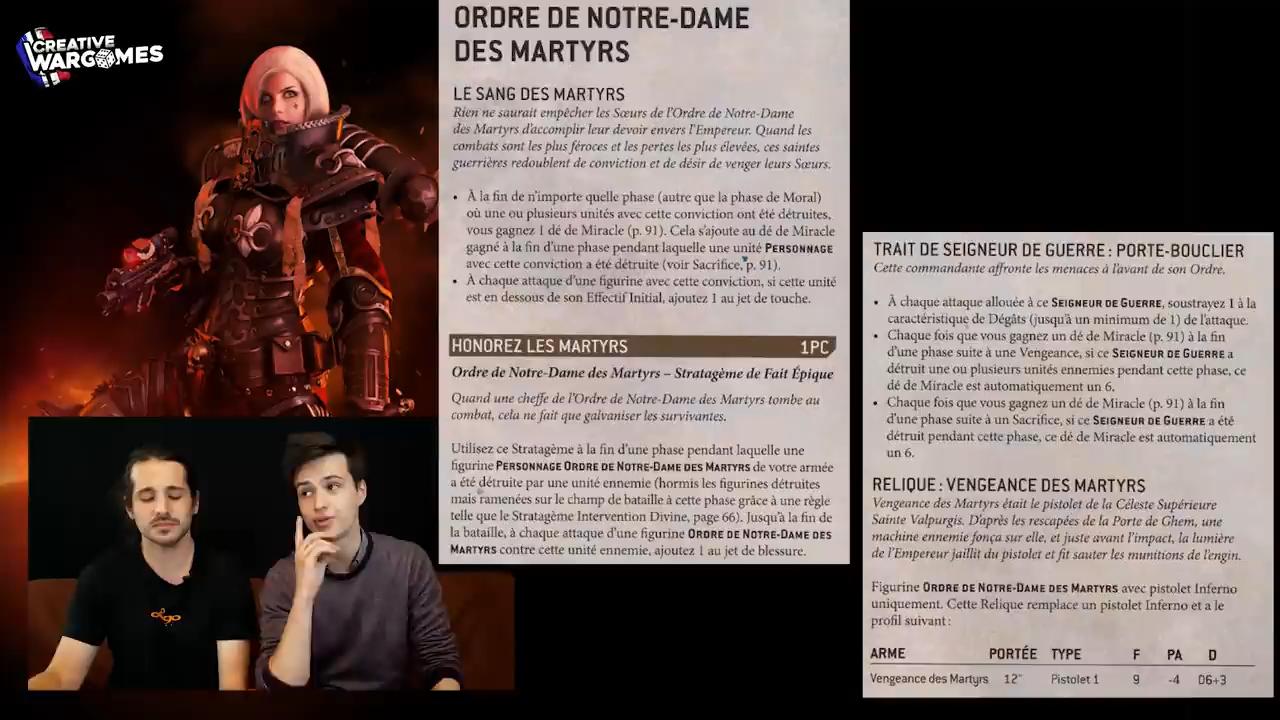 CREATIVE
WARGAMES
ORDRE DE NOTRE-DAME
DES MARTYRS
LE SANG DES MARTYRS
Rien ne saurait empêcher les Sœurs de l'Ordre de Notre-Dame
des Martyrs d'accomplir leur devoir envers l'Empereur. Quand les
combats sont les plus féroces et les pertes les plus élevées, ces saintes
guerrières redoublent de conviction et de désir de venger leurs Sœurs.
• À la fin de n'importe quelle phase (autre que la phase de Moral)
où une ou plusieurs unités avec cette conviction ont été détruites,
vous gagnez 1 dé de Miracle (p. 91). Cela s'ajoute au dé de Miracle
gagné à la fin d'une phase pendant laquelle une unité PERSONNAGE
avec cette conviction a été détruite (voir Sacrifice, p. 91).
• À chaque attaque d'une figurine avec cette conviction, si cette unité
est en dessous de son Effectif Initial, ajoutez 1 au jet de touche.
HONOREZ LES MARTYRS 1PC
Ordre de Notre-Dame des Martyrs – Stratagème de Fait Épique
Quand une cheffe de l'Ordre de Notre-Dame des Martyrs tombe au
combat, cela ne fait que galvaniser les survivantes.
Utilisez ce Stratagème à la fin d'une phase pendant laquelle une
figurine PERSONNAGE ORDRE DE NOTRE-DAME DES MARTYRS de votre armée
a été détruite par une unité ennemie (hormis les figurines détruites
mais ramenées sur le champ de bataille à cette phase grâce à une règle
telle que le Stratagème Intervention Divine, page 66). Jusqu'à la fin de
la bataille, à chaque attaque d'une figurine ORDRE DE NOTRE-DAME DES
MARTYRS contre cette unité ennemie, ajoutez 1 au jet de blessure.
TRAIT DE SEIGNEUR DE GUERRE : PORTE-BOUCLIER
Cette commandante affronte les menaces à l'avant de son Ordre.
• À chaque attaque allouée à ce SEIGNEUR DE GUERRE, soustrayez 1 à la
caractéristique de Dégâts (jusqu'à un minimum de 1) de l'attaque.
• Chaque fois que vous gagnez un dé de Miracle (p. 91) à la fin
d'une phase suite à une Vengeance, si ce SEIGNEUR DE GUERRE a
détruit une ou plusieurs unités ennemies pendant cette phase, ce
dé de Miracle est automatiquement un 6.
• Chaque fois que vous gagnez un dé de Miracle (p. 91) à la fin
d'une phase suite à un Sacrifice, si ce SEIGNEUR DE GUERRE a été
détruit pendant cette phase, ce dé de Miracle est automatiquement
un 6.
RELIQUE : VENGEANCE DES MARTYRS
Vengeance des Martyrs était le pistolet de la Céleste Supérieure
Sainte Valpurgis. D'après les rescapées de la Porte de Ghem, une
machine ennemie fonça sur elle, et juste avant l'impact, la lumière
de l'Empereur jaillit du pistolet et fit sauter les munitions de l'engin.
Figurine ORDRE DE NOTRE-DAME DES MARTYRS avec pistolet Inferno
uniquement. Cette Relique remplace un pistolet Inferno et a le
profil suivant :
ARME PORTÉE TYPE F PA D
Vengeance des Martyrs 12" Pistolet 1 9 -4 D6+3